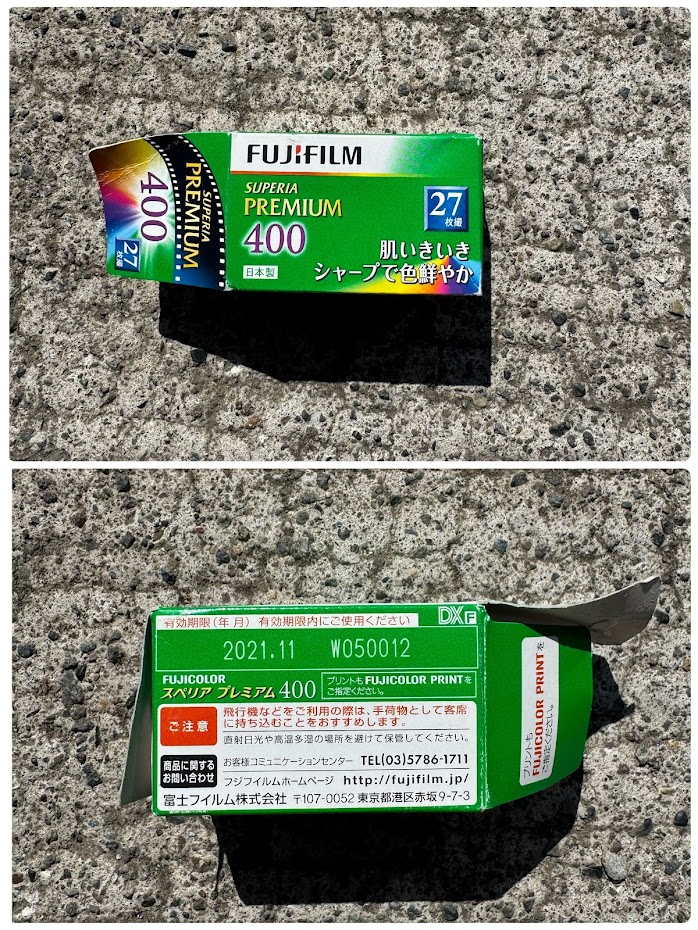 FUJIFILM
SUPERIA
PREMIUM
400
日本製
27
枚撮
肌いきいき
シャープで色鮮やか
SUPERIA
PREMIUM
400
27
枚撮
有効期限(年月) 有効期限内にご使用ください
DX F
2021.11 W050012
FUJICOLOR
スペリア プレミアム 400
プリントも FUJICOLOR PRINT を
ご指定ください。
ご注意
飛行機などをご利用の際は、手荷物として客席
に持ち込むことをおすすめします。
直射日光や高温多湿の場所を避けて保管してください。
商品に関する
お問い合わせ
お客様コミュニケーションセンター TEL(03)5786-1711
フジフイルムホームページ http://fujifilm.jp/
富士フイルム株式会社 〒107-0052 東京都港区赤坂9-7-3
プリントも
FUJICOLOR PRINT を
ご指定ください。